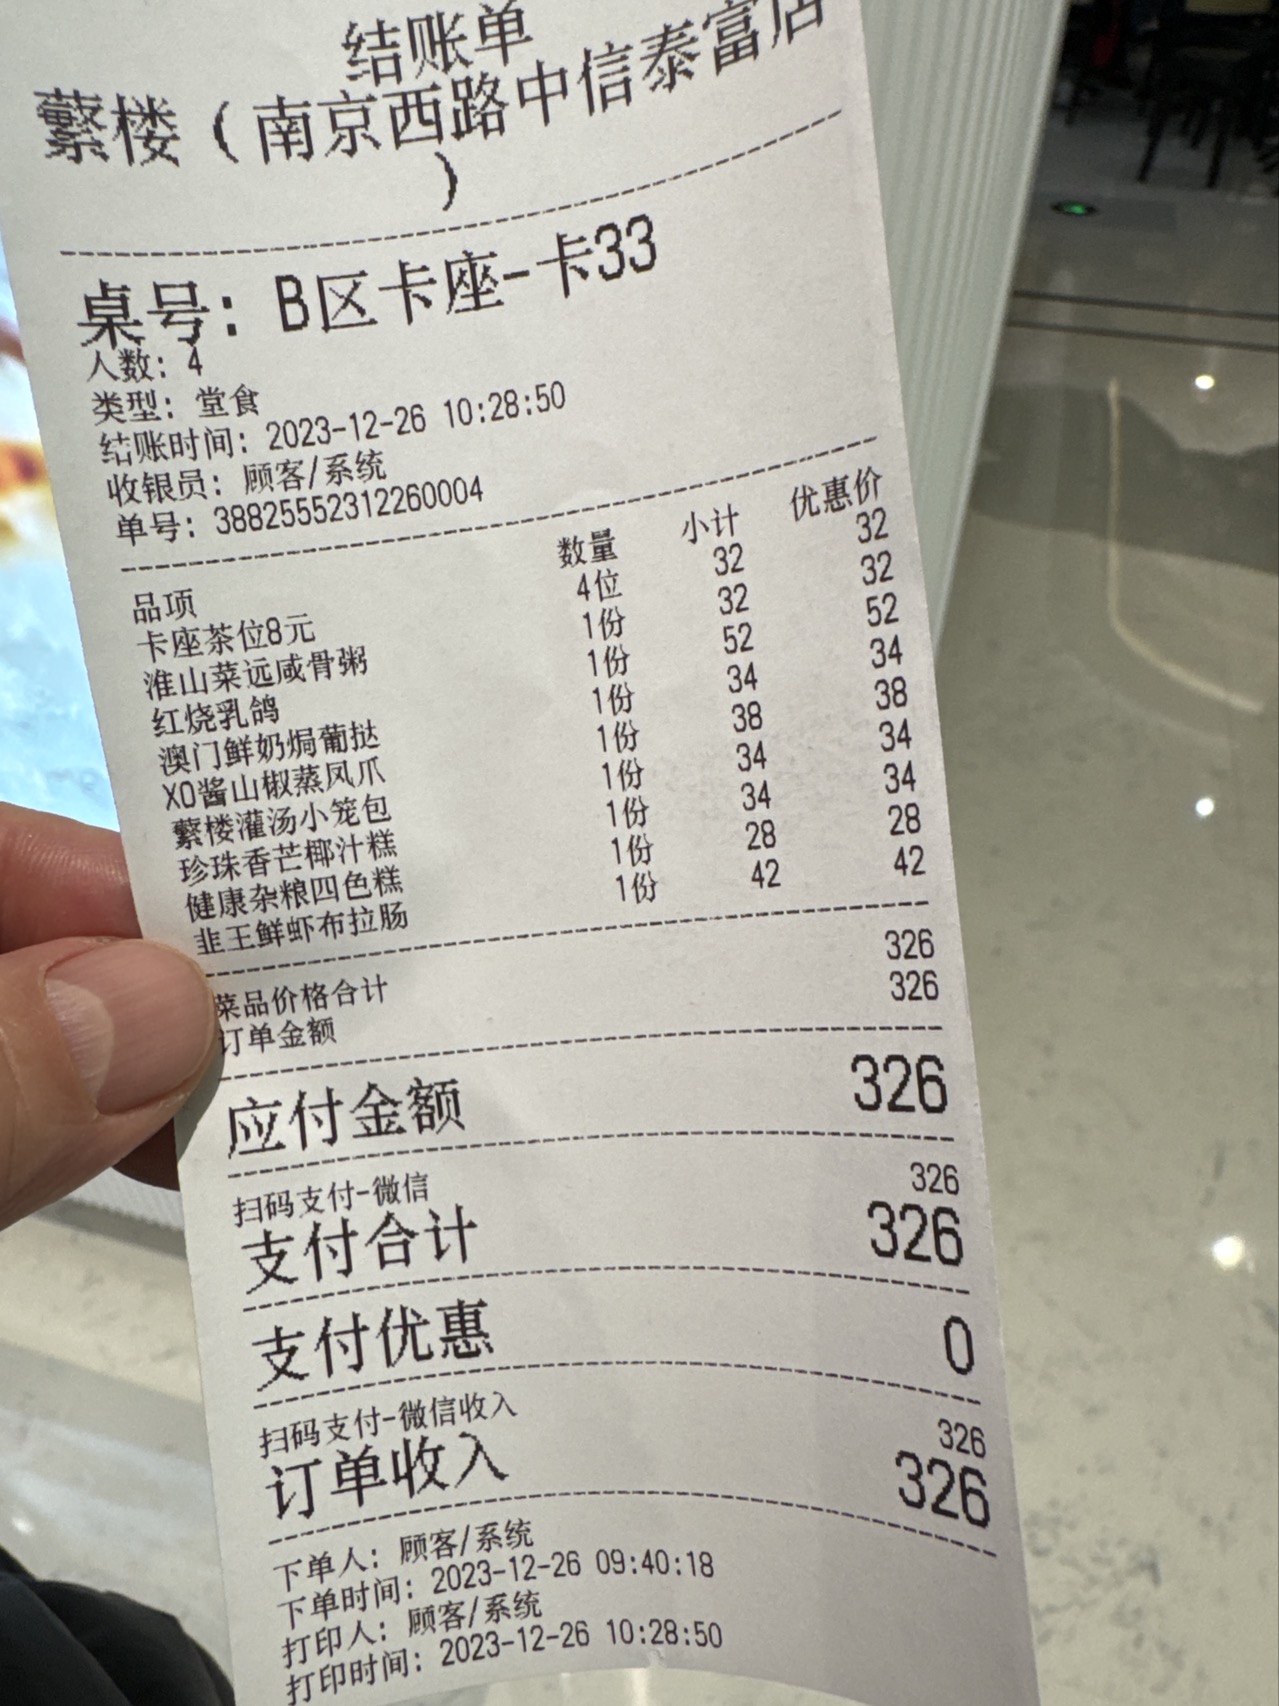 结账单
蘩楼（南京西路中信泰富店
）
桌号：B区卡座-卡33
人数：4
类型：堂食
结账时间：2023-12-26 10:28:50
收银员：顾客/系统
单号：38825552312260004
品项 数量 小计 优惠价
卡座茶位8元 4位 32 32
淮山菜远咸骨粥 1份 32 32
红烧乳鸽 1份 52 52
澳门鲜奶焗葡挞 1份 34 34
XO酱山椒蒸凤爪 1份 38 38
蘩楼灌汤小笼包 1份 34 34
珍珠香芒椰汁糕 1份 34 34
健康杂粮四色糕 1份 28 28
韭王鲜虾布拉肠 1份 42 42
菜品价格合计 326
订单金额 326
应付金额 326
扫码支付-微信 326
支付合计 326
支付优惠 0
扫码支付-微信收入 326
订单收入 326
下单人：顾客/系统
下单时间：2023-12-26 09:40:18
打印人：顾客/系统
打印时间：2023-12-26 10:28:50